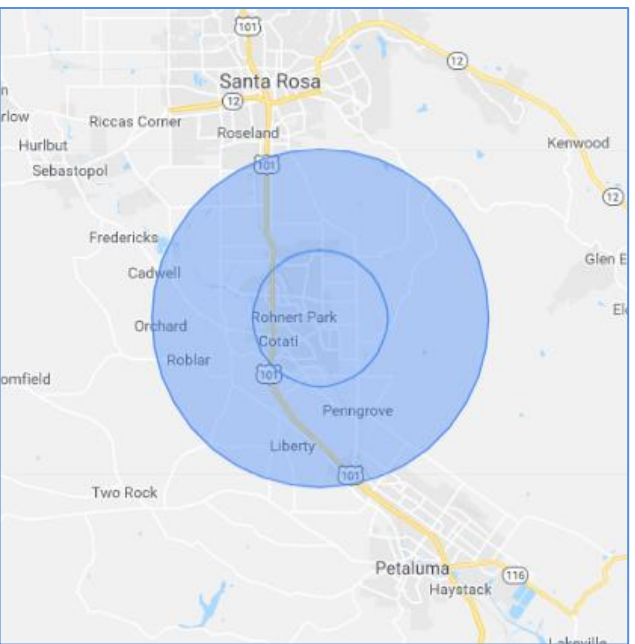 101
Santa Rosa
12
12
rlow
Riccas Corner
Roseland
Hurlbut
Sebastopol
101
Kenwood
12
Fredericks
Cadwell
Glen E
Rohnert Park
Orchard
Cotati
Roblar
101
omfield
Penngrove
Liberty
101
Two Rock
Petaluma
116
Haystack